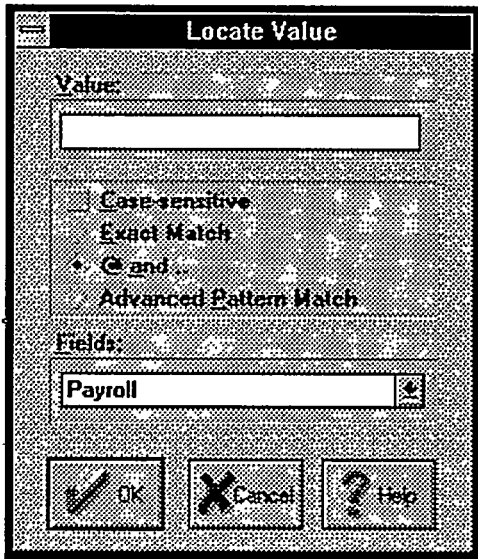 Locate Value
Value:
Case-sensitive
Exact Match
@ and ..
Advanced Pattern Match
Fields:
Payroll
OK
Cancel
Help